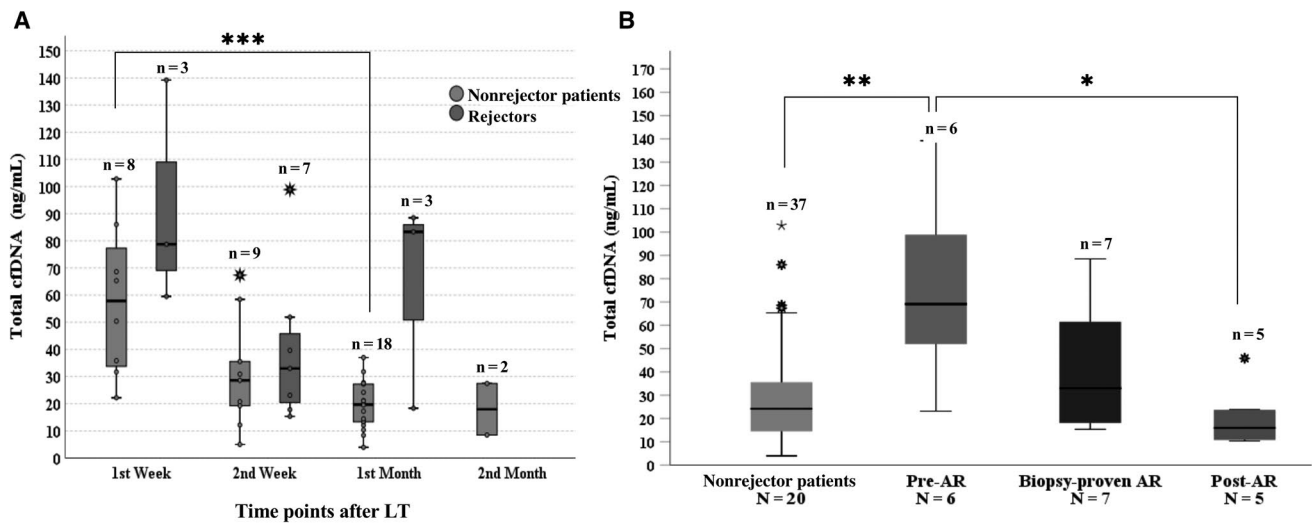 A
***
150
140
130
120
110
100
90
80
70
60
50
40
30
20
10
0
Total cfDNA (ng/mL)
n=8
n=3
n=9
n=7
n=18
n=3
n=2
Nonrejector patients
Rejectors
1st Week
2nd Week
1st Month
2nd Month
Time points after LT
B
**
*
170
160
150
140
130
120
110
100
90
80
70
60
50
40
30
20
10
0
Total cfDNA (ng/mL)
n=37
n=6
n=7
n=5
Nonrejector patients
N=20
Pre-AR
N=6
Biopsy-proven AR
N=7
Post-AR
N=5